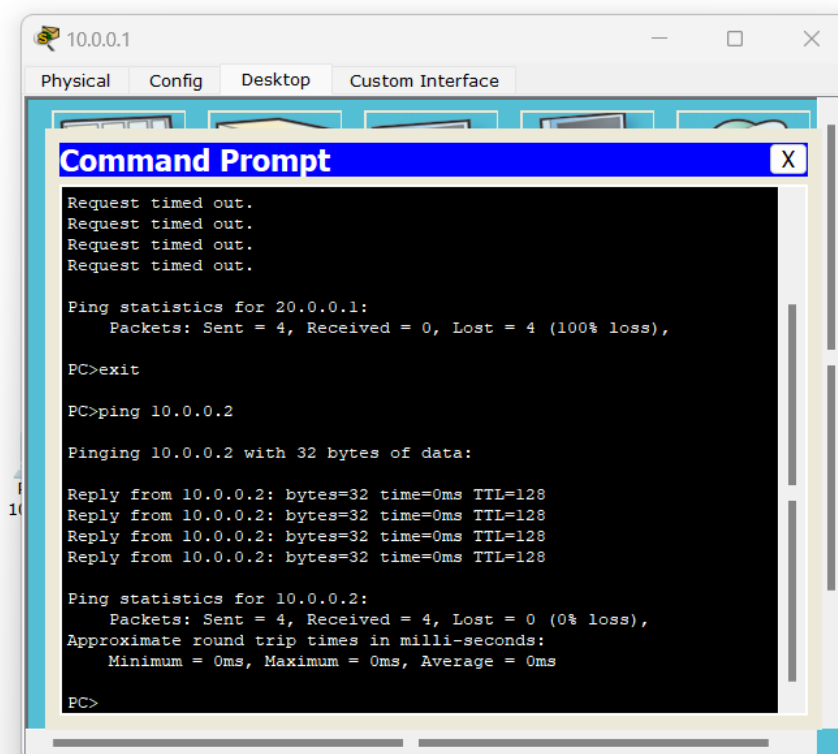 10.0.0.1
Physical Config Desktop Custom Interface
Command Prompt X
Request timed out.
Request timed out.
Request timed out.
Request timed out.
Ping statistics for 20.0.0.1:
Packets: Sent = 4, Received = 0, Lost = 4 (100% loss),
PC>exit
PC>ping 10.0.0.2
Pinging 10.0.0.2 with 32 bytes of data:
Reply from 10.0.0.2: bytes=32 time=0ms TTL=128
Reply from 10.0.0.2: bytes=32 time=0ms TTL=128
Reply from 10.0.0.2: bytes=32 time=0ms TTL=128
Reply from 10.0.0.2: bytes=32 time=0ms TTL=128
Ping statistics for 10.0.0.2:
Packets: Sent = 4, Received = 4, Lost = 0 (0% loss),
Approximate round trip times in milli-seconds:
Minimum = 0ms, Maximum = 0ms, Average = 0ms
PC>